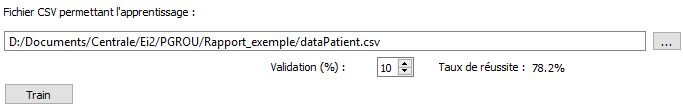 Fichier CSV permettant l'apprentissage :
D:/Documents/Centrale/Ei2/PGROU/Rapport_exemple/dataPatient.csv ...
Validation (%) : 10 Taux de réussite : 78.2%
Train